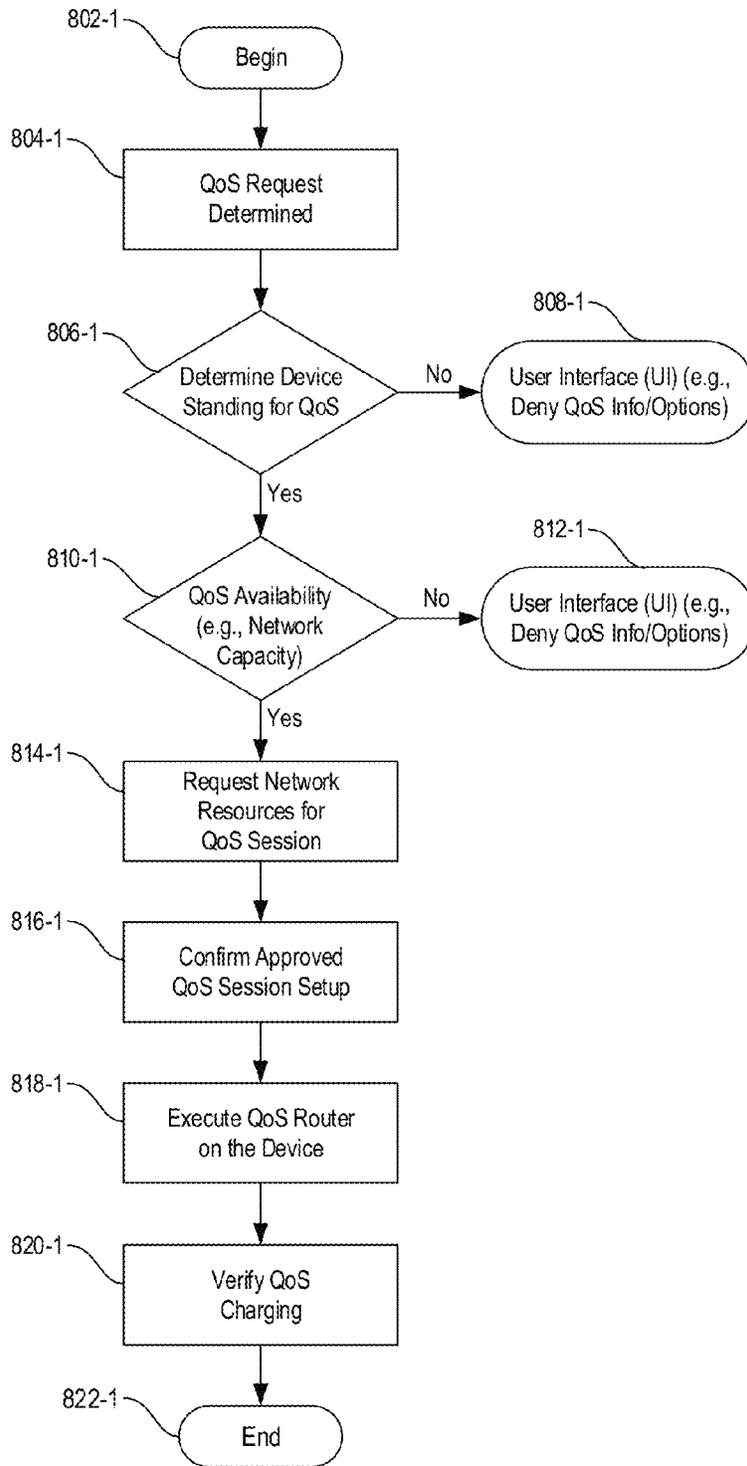 802-1
Begin
804-1
QoS Request
Determined
806-1
Determine Device
Standing for QoS
No
808-1
User Interface (UI) (e.g.,
Deny QoS Info/Options)
Yes
810-1
QoS Availability
(e.g., Network
Capacity)
No
812-1
User Interface (UI) (e.g.,
Deny QoS Info/Options)
Yes
814-1
Request Network
Resources for
QoS Session
816-1
Confirm Approved
QoS Session Setup
818-1
Execute QoS Router
on the Device
820-1
Verify QoS
Charging
822-1
End